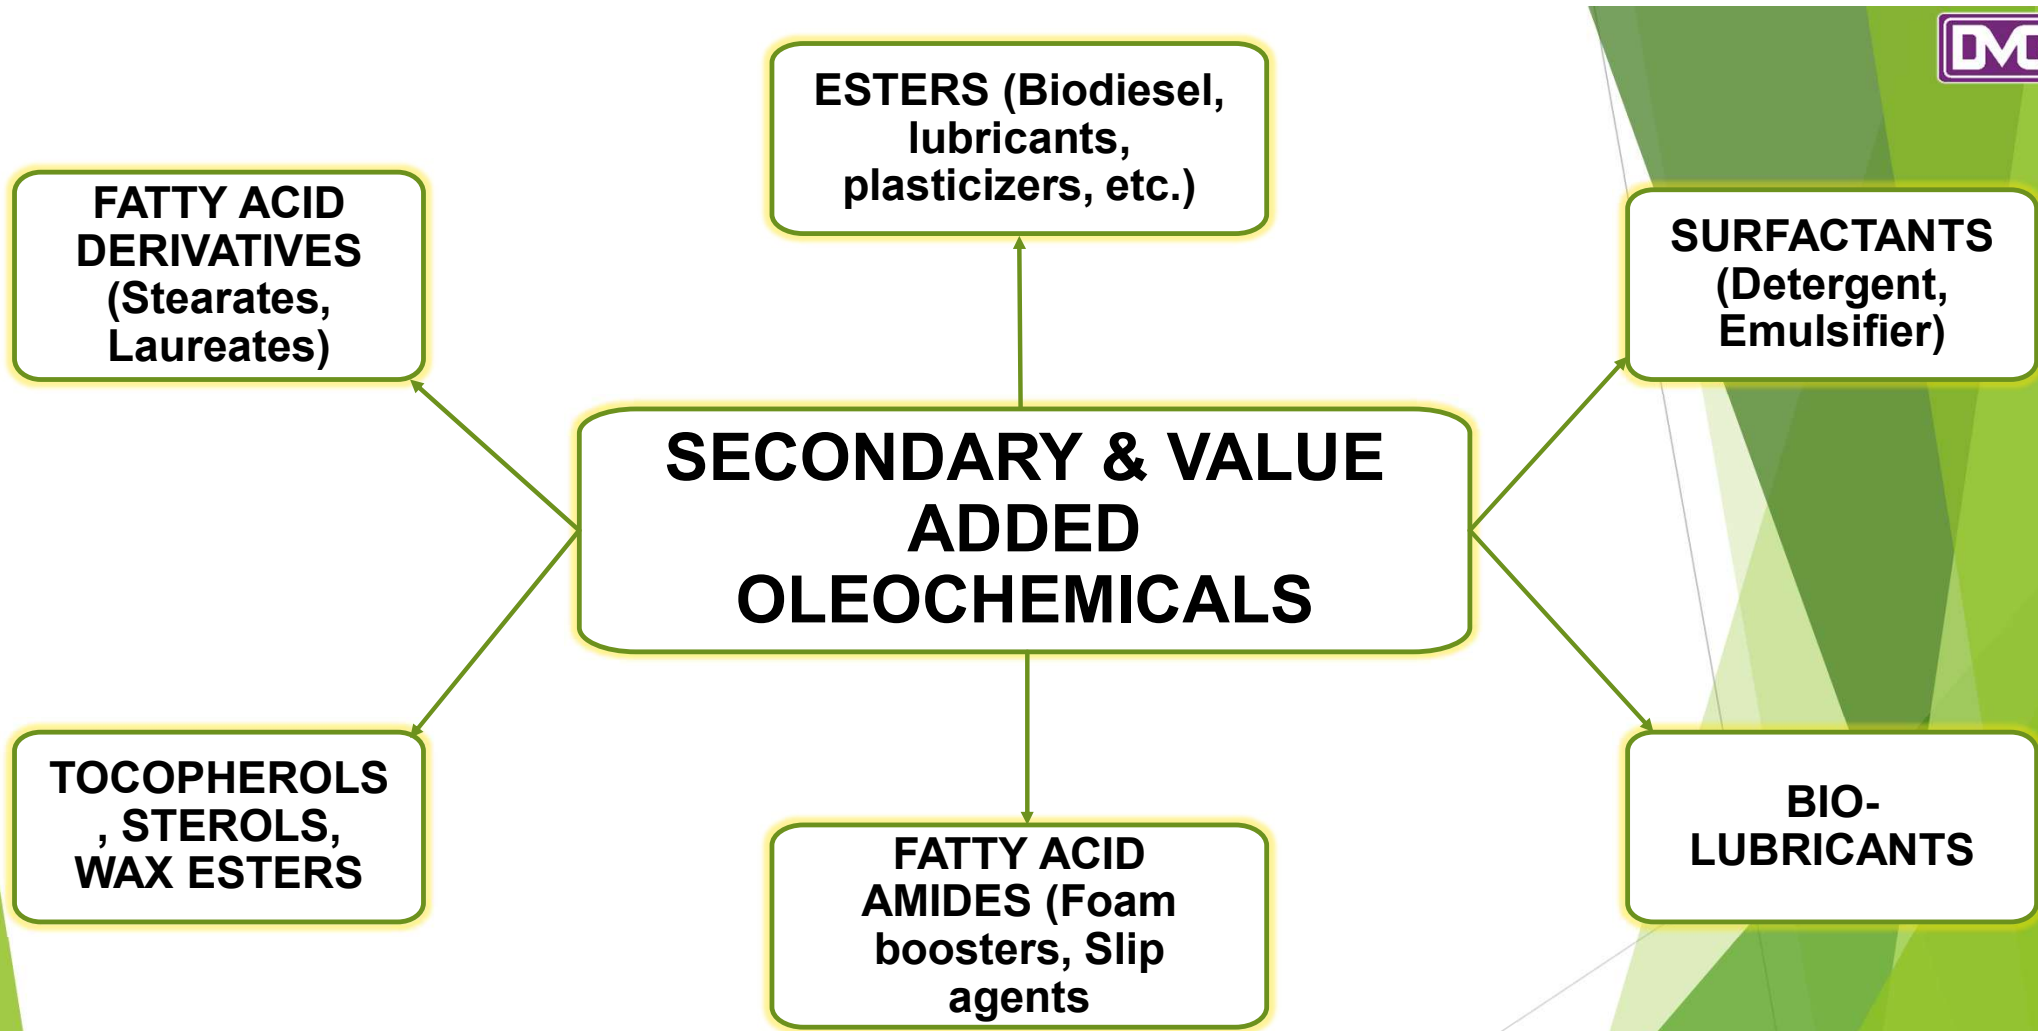 DMC
ESTERS (Biodiesel,
lubricants,
plasticizers, etc.)
FATTY ACID
DERIVATIVES
(Stearates,
Laureates)
SURFACTANTS
(Detergent,
Emulsifier)
SECONDARY & VALUE
ADDED
OLEOCHEMICALS
TOCOPHEROLS
, STEROLS,
WAX ESTERS
FATTY ACID
AMIDES (Foam
boosters, Slip
agents
BIO-
LUBRICANTS